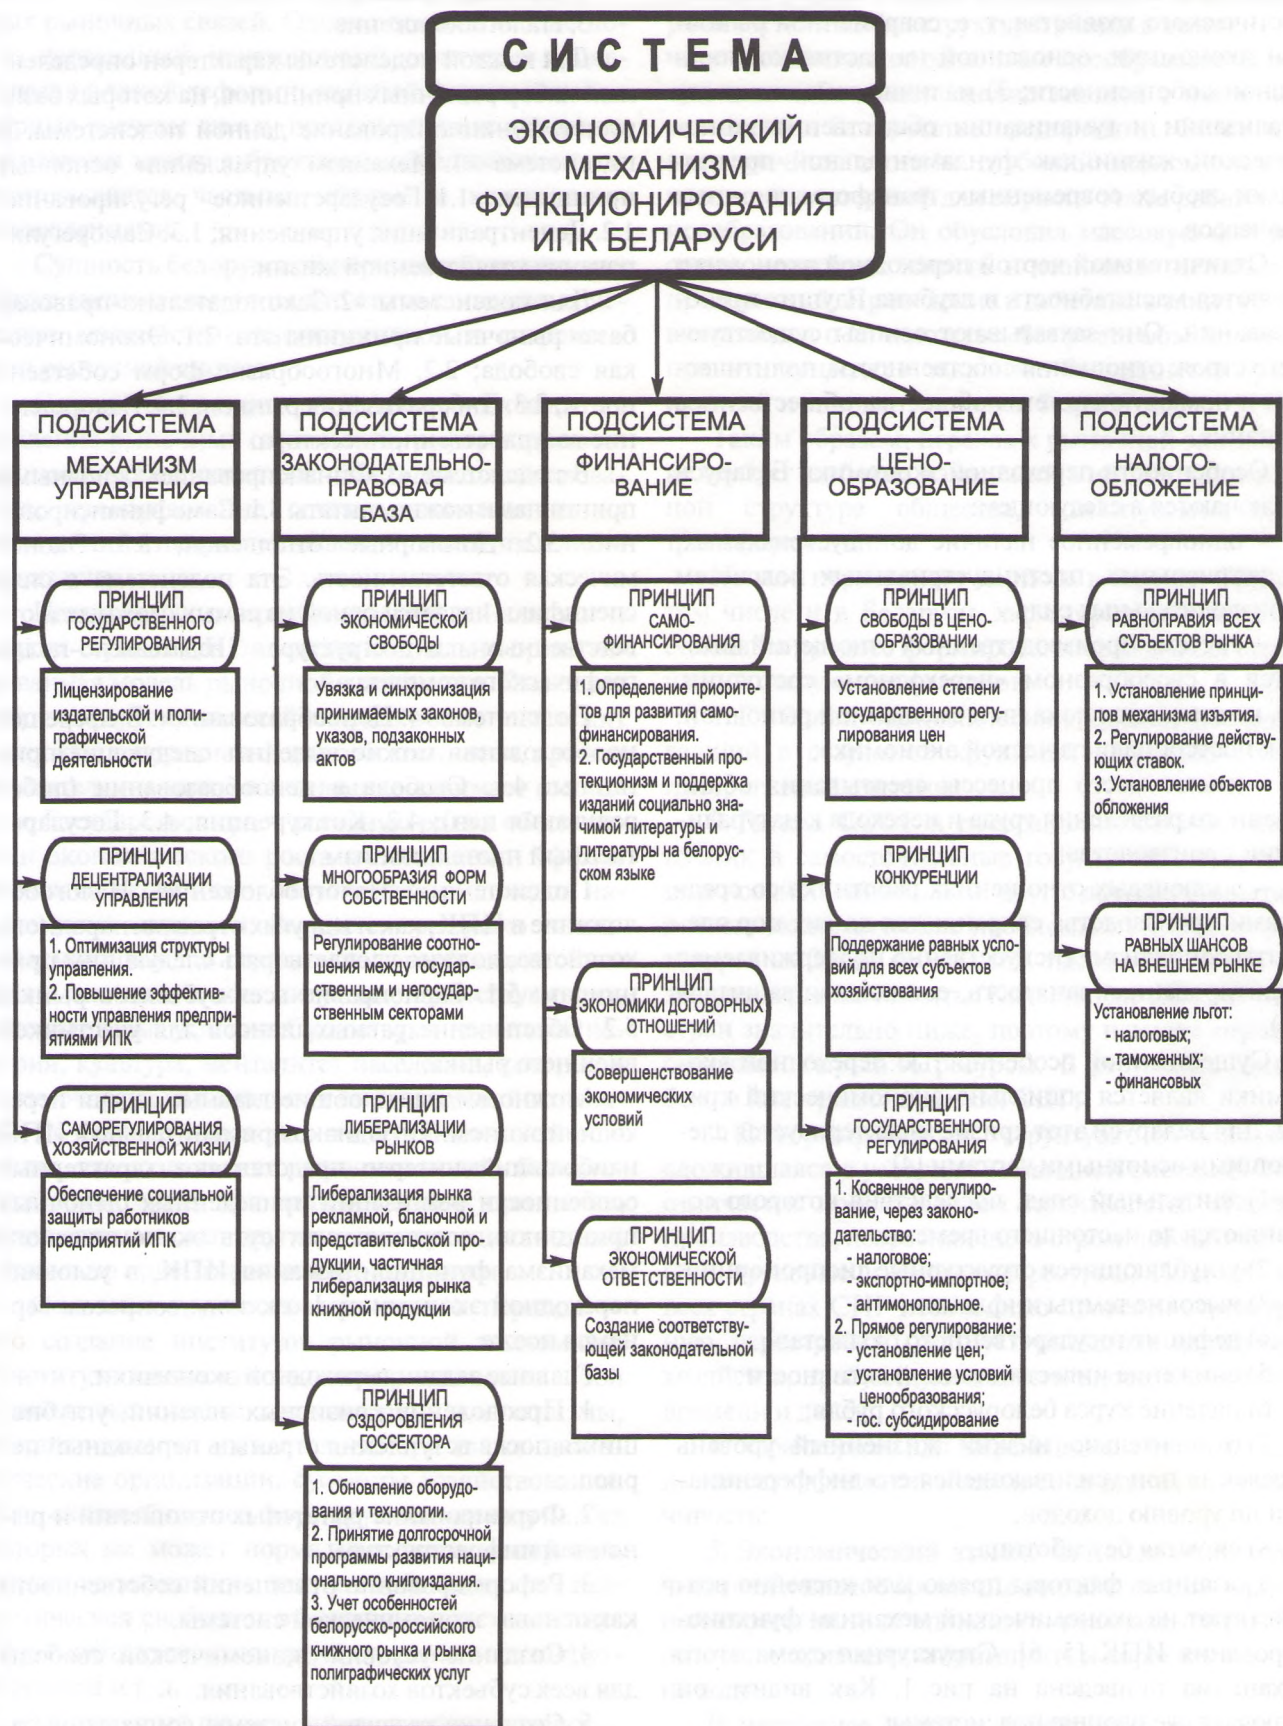 СИСТЕМА
ЭКОНОМИЧЕСКИЙ
МЕХАНИЗМ
ФУНКЦИОНИРОВАНИЯ
ИПК БЕЛАРУСИ
ПОДСИСТЕМА
МЕХАНИЗМ
УПРАВЛЕНИЯ
ПРИНЦИП
ГОСУДАРСТВЕННОГО
РЕГУЛИРОВАНИЯ
Лицензирование
издательской и поли-
графической
деятельности
ПРИНЦИП
ДЕЦЕНТРАЛИЗАЦИИ
УПРАВЛЕНИЯ
1. Оптимизация структуры
управления.
2. Повышение эффектив-
ности управления предпри-
ятиями ИПК
ПРИНЦИП
САМОРЕГУЛИРОВАНИЯ
ХОЗЯЙСТВЕННОЙ ЖИЗНИ
Обеспечение социальной
защиты работников
предприятий ИПК
ПОДСИСТЕМА
ЗАКОНОДАТЕЛЬНО-
ПРАВОВАЯ
БАЗА
ПРИНЦИП
ЭКОНОМИЧЕСКОЙ
СВОБОДЫ
Увязка и синхронизация
принимаемых законов,
указов, подзаконных
актов
ПРИНЦИП
МНОГООБРАЗИЯ ФОРМ
СОБСТВЕННОСТИ
Регулирование соотно-
шения между государ-
ственным и негосудар-
ственным секторами
ПРИНЦИП
ЛИБЕРАЛИЗАЦИИ
РЫНКОВ
Либерализация рынка
рекламной, бланочной и
представительской про-
дукции, частичная
либерализация рынка
книжной продукции
ПРИНЦИП
ОЗДОРОВЛЕНИЯ
ГОССЕКТОРА
1. Обновление оборудо-
вания и технологии.
2. Принятие долгосрочной
программы развития наци-
онального книгоиздания.
3. Учет особенностей
белорусско-российского
книжного рынка и рынка
полиграфических услуг
ПОДСИСТЕМА
ФИНАНСИРО-
ВАНИЕ
ПРИНЦИП
САМО-
ФИНАНСИРОВАНИЯ
1. Определение приорите-
тов для развития само-
финансирования.
2. Государственный про-
текционизм и поддержка
изданий социально зна-
чимой литературы и
литературы на белорус-
ском языке
ПРИНЦИП
ЭКОНОМИКИ ДОГОВОРНЫХ
ОТНОШЕНИЙ
Совершенствование
экономических
условий
ПРИНЦИП
ЭКОНОМИЧЕСКОЙ
ОТВЕТСТВЕННОСТИ
Создание соответству-
ющей законодательной
базы
ПОДСИСТЕМА
ЦЕНО-
ОБРАЗОВАНИЕ
ПРИНЦИП
СВОБОДЫ В ЦЕНО-
ОБРАЗОВАНИИ
Установление степени
государственного регу-
лирования цен
ПРИНЦИП
КОНКУРЕНЦИИ
Поддержание равных усло-
вий для всех субъектов
хозяйствования
ПРИНЦИП
ГОСУДАРСТВЕННОГО
РЕГУЛИРОВАНИЯ
1. Косвенное регулиро-
вание, через законо-
дательство:
- налоговое;
- экспортно-импортное;
- антимонопольное.
2. Прямое регулирование:
- установление цен;
- установление условий
ценообразования;
- гос. субсидирование
ПОДСИСТЕМА
НАЛОГО-
ОБЛОЖЕНИЕ
ПРИНЦИП
РАВНОПРАВИЯ ВСЕХ
СУБЪЕКТОВ РЫНКА
1. Установление принци-
пов механизма изъятия.
2. Регулирование действу-
ющих ставок.
3. Установление объектов
обложения
ПРИНЦИП
РАВНЫХ ШАНСОВ
НА ВНЕШНЕМ РЫНКЕ
Установление льгот:
- налоговых;
- таможенных;
- финансовых